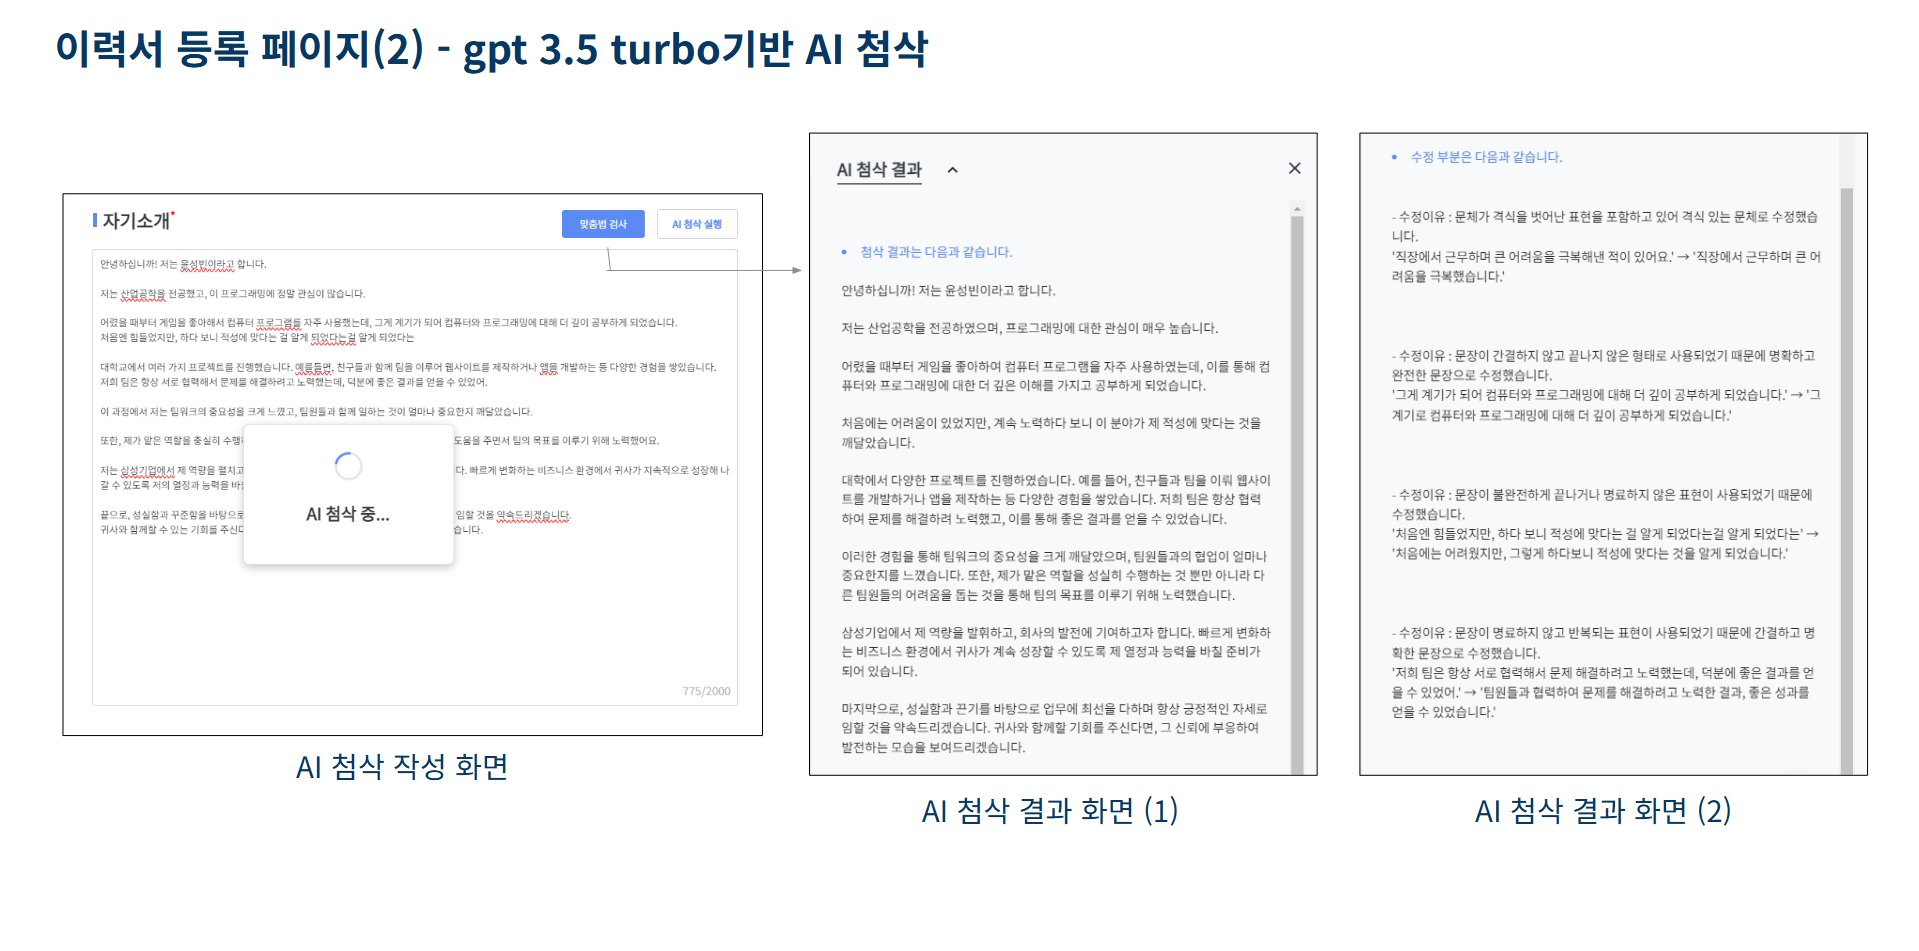 이력서 등록 페이지(2) - gpt 3.5 turbo기반 AI 첨삭
자기소개*
맞춤법 검사
AI 첨삭 실행
안녕하십니까! 저는 윤성빈이라고 합니다.
저는 산업공학을 전공했고, 이 프로그래밍에 정말 관심이 많습니다.
어렸을 때부터 게임을 좋아해서 컴퓨터 프로그램를 자주 사용했는데, 그게 계기가 되어 컴퓨터와 프로그래밍에 대해 더 깊이 공부하게 되었습니다.
처음엔 힘들었지만, 하다 보니 적성에 맞다는 걸 알게 되었다는걸 알게 되었다는
대학교에서 여러 가지 프로젝트를 진행했습니다. 예를들면, 친구들과 함께 팀을 이루어 웹사이트를 제작하거나 앱을 개발하는 등 다양한 경험을 쌓았습니다.
저희 팀은 항상 서로 협력해서 문제를 해결하려고 노력했는데, 덕분에 좋은 결과를 얻을 수 있었어.
이 과정에서 저는 팀워크의 중요성을 크게 느꼈고, 팀원들과 함께 일하는 것이 얼마나 중요한지 깨달았습니다.
또한, 제가 맡은 역할을 충실히 수행 도움을 주면서 팀의 목표를 이루기 위해 노력했어요.
저는 삼성기업에서 제 역량을 펼치고 다. 빠르게 변화하는 비즈니스 환경에서 귀사가 지속적으로 성장해 나
갈 수 있도록 저의 열정과 능력을 바
끝으로, 성실함과 꾸준함을 바탕으로 임할 것을 약속드리겠습니다.
귀사와 함께할 수 있는 기회를 주신다 습니다.
AI 첨삭 중...
775/2000
AI 첨삭 작성 화면
AI 첨삭 결과
첨삭 결과는 다음과 같습니다.
안녕하십니까! 저는 윤성빈이라고 합니다.
저는 산업공학을 전공하였으며, 프로그래밍에 대한 관심이 매우 높습니다.
어렸을 때부터 게임을 좋아하여 컴퓨터 프로그램을 자주 사용하였는데, 이를 통해 컴
퓨터와 프로그래밍에 대한 더 깊은 이해를 가지고 공부하게 되었습니다.
처음에는 어려움이 있었지만, 계속 노력하다 보니 이 분야가 제 적성에 맞다는 것을
깨달았습니다.
대학에서 다양한 프로젝트를 진행하였습니다. 예를 들어, 친구들과 팀을 이뤄 웹사이
트를 개발하거나 앱을 제작하는 등 다양한 경험을 쌓았습니다. 저희 팀은 항상 협력
하여 문제를 해결하려 노력했고, 이를 통해 좋은 결과를 얻을 수 있었습니다.
이러한 경험을 통해 팀워크의 중요성을 크게 깨달았으며, 팀원들과의 협업이 얼마나
중요한지를 느꼈습니다. 또한, 제가 맡은 역할을 성실히 수행하는 것 뿐만 아니라 다
른 팀원들의 어려움을 돕는 것을 통해 팀의 목표를 이루기 위해 노력했습니다.
삼성기업에서 제 역량을 발휘하고, 회사의 발전에 기여하고자 합니다. 빠르게 변화하
는 비즈니스 환경에서 귀사가 계속 성장할 수 있도록 제 열정과 능력을 바칠 준비가
되어 있습니다.
마지막으로, 성실함과 끈기를 바탕으로 업무에 최선을 다하며 항상 긍정적인 자세로
임할 것을 약속드리겠습니다. 귀사와 함께할 기회를 주신다면, 그 신뢰에 부응하여
발전하는 모습을 보여드리겠습니다.
AI 첨삭 결과 화면 (1)
수정 부분은 다음과 같습니다.
- 수정이유 : 문체가 격식을 벗어난 표현을 포함하고 있어 격식 있는 문체로 수정했습
니다.
'직장에서 근무하며 큰 어려움을 극복해낸 적이 있어요.' → '직장에서 근무하며 큰 어
려움을 극복했습니다.'
- 수정이유 : 문장이 간결하지 않고 끝나지 않은 형태로 사용되었기 때문에 명확하고
완전한 문장으로 수정했습니다.
'그게 계기가 되어 컴퓨터와 프로그래밍에 대해 더 깊이 공부하게 되었습니다.' → '그
계기로 컴퓨터와 프로그래밍에 대해 더 깊이 공부하게 되었습니다.'
- 수정이유 : 문장이 불완전하게 끝나거나 명료하지 않은 표현이 사용되었기 때문에
수정했습니다.
'처음엔 힘들었지만, 하다 보니 적성에 맞다는 걸 알게 되었다는걸 알게 되었다는' →
'처음에는 어려웠지만, 그렇게 하다보니 적성에 맞다는 것을 알게 되었습니다.'
- 수정이유 : 문장이 명료하지 않고 반복되는 표현이 사용되었기 때문에 간결하고 명
확한 문장으로 수정했습니다.
'저희 팀은 항상 서로 협력해서 문제 해결하려고 노력했는데, 덕분에 좋은 결과를 얻
을 수 있었어.' → '팀원들과 협력하여 문제를 해결하려고 노력한 결과, 좋은 성과를
얻을 수 있었습니다.'
AI 첨삭 결과 화면 (2)